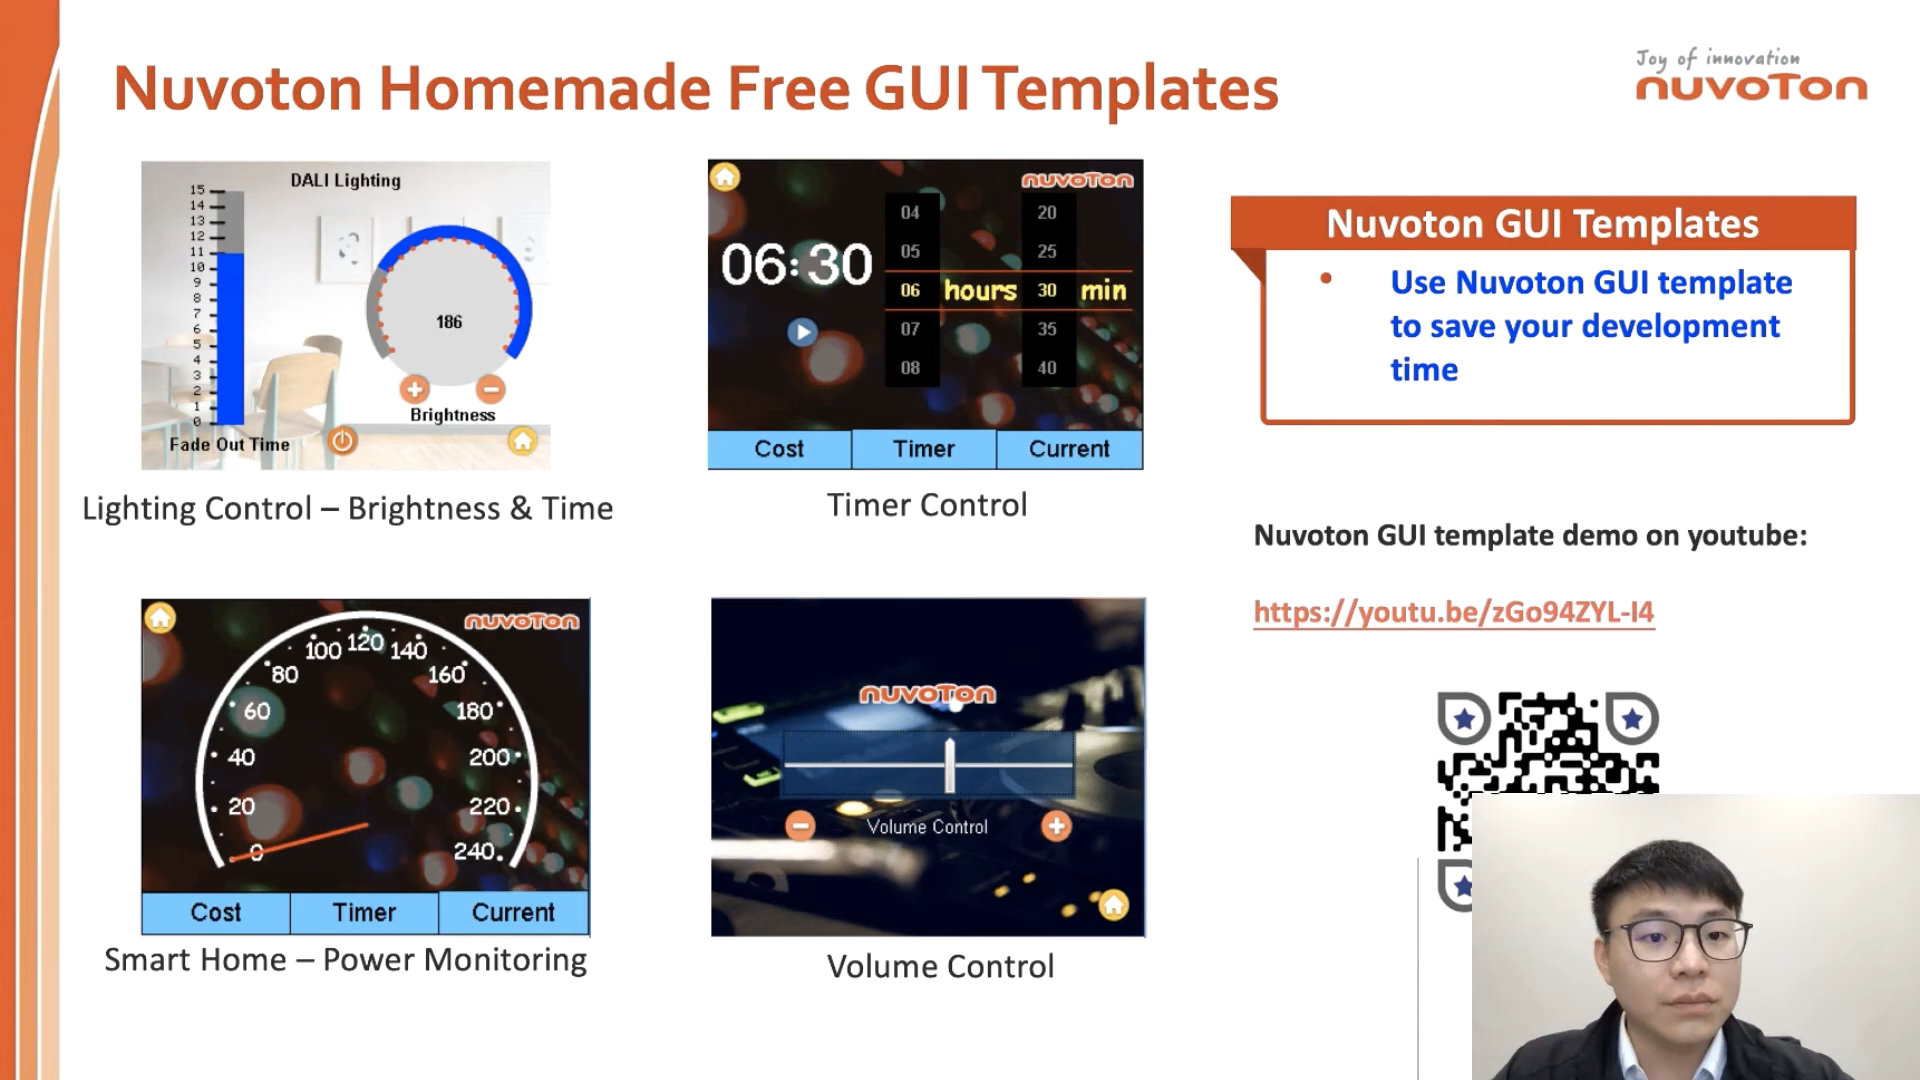 Nuvoton Homemade Free GUI Templates
Joy of innovation
nuvoTon
DALI Lighting
15
14
13
12
11
10
9
8
7
6
5
4
3
2
1
0
186
Brightness
Fade Out Time
Lighting Control – Brightness & Time
nuvoTon
06:30
04 20
05 25
06 hours 30 min
07 35
08 40
Cost Timer Current
Timer Control
Nuvoton GUI Templates
• Use Nuvoton GUI template
to save your development
time
Nuvoton GUI template demo on youtube:
https://youtu.be/zGo94ZYL-I4
nuvoTon
0
20
40
60
80
100
120
140
160
180
200
220
240
Cost Timer Current
Smart Home – Power Monitoring
nuvoTon
Volume Control
Volume Control